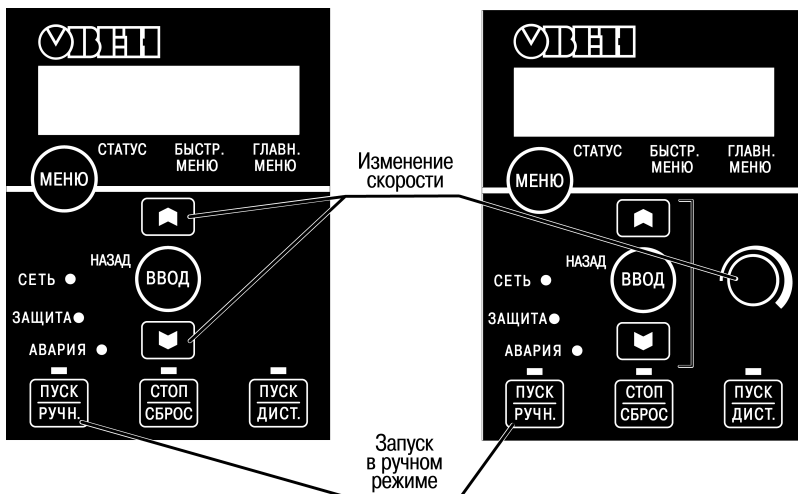 ОВЕН
СТАТУС БЫСТР. МЕНЮ ГЛАВН. МЕНЮ
МЕНЮ
НАЗАД
ВВОД
СЕТЬ
ЗАЩИТА
АВАРИЯ
ПУСК РУЧН.
СТОП СБРОС
ПУСК ДИСТ.
Изменение
скорости
ОВЕН
СТАТУС БЫСТР. МЕНЮ ГЛАВН. МЕНЮ
МЕНЮ
НАЗАД
ВВОД
СЕТЬ
ЗАЩИТА
АВАРИЯ
ПУСК РУЧН.
СТОП СБРОС
ПУСК ДИСТ.
Запуск
в ручном
режиме